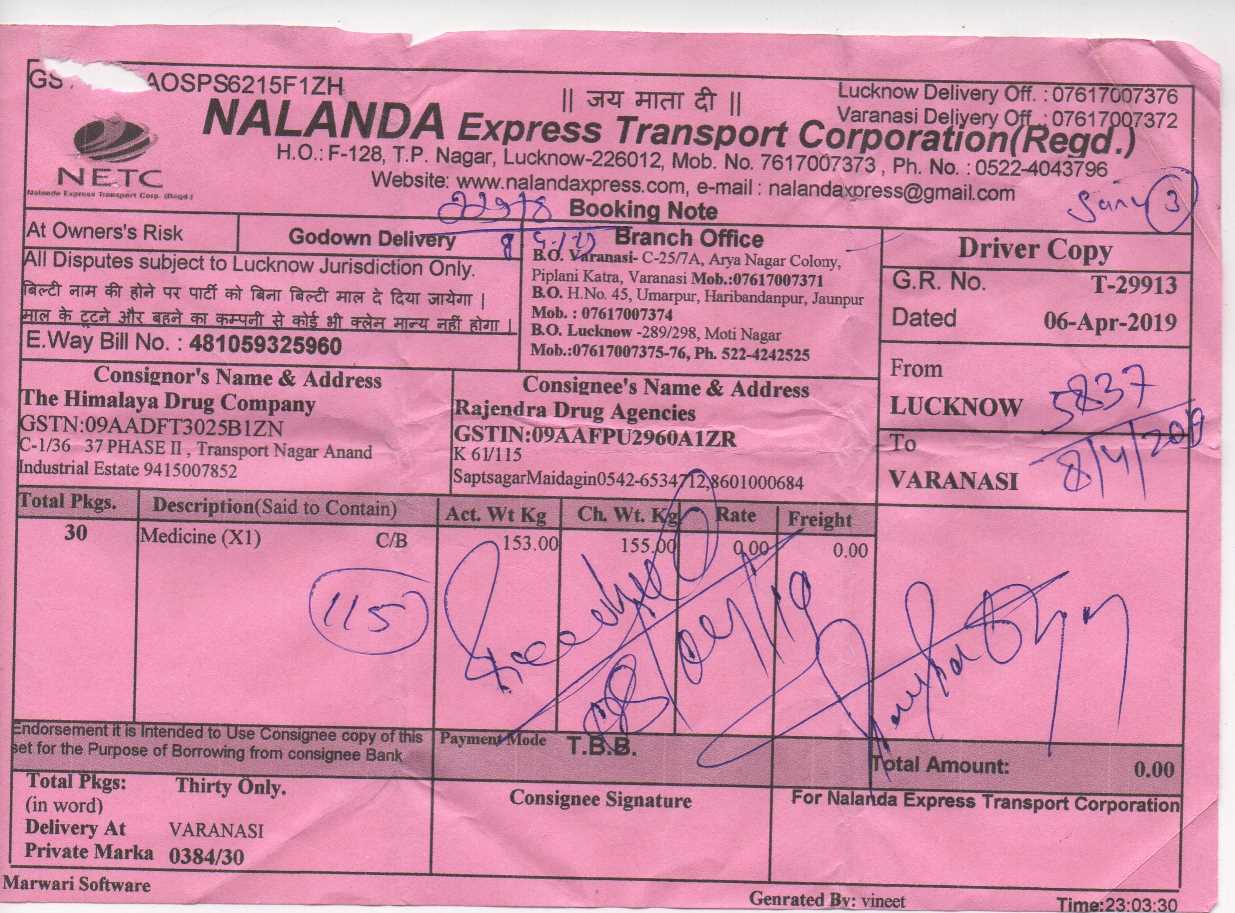 GS AOSPS6215F1ZH
|| जय माता दी ||
Lucknow Delivery Off. : 07617007376
Varanasi Deliyery Off. : 07617007372
NALANDA Express Transport Corporation(Regd.)
H.O.: F-128, T.P. Nagar, Lucknow-226012, Mob. No. 7617007373 , Ph. No. : 0522-4043796
NETC
Nalanda Express Transport Corp. (Regd.)
Website: www.nalandaxpress.com, e-mail : nalandaxpress@gmail.com
3
22978
Booking Note
At Owners's Risk
Godown Delivery
All Disputes subject to Lucknow Jurisdiction Only.
बिल्टी नाम की होने पर पार्टी को बिना बिल्टी माल दे दिया जायेगा |
माल के टूटने और बहने का कम्पनी से कोई भी क्लेम मान्य नहीं होगा |
E.Way Bill No. : 481059325960
Branch Office
B.O. Varanasi- C-25/7A, Arya Nagar Colony,
Piplani Katra, Varanasi Mob.:07617007371
B.O. H.No. 45, Umarpur, Haribandanpur, Jaunpur
Mob. : 07617007374
B.O. Lucknow -289/298, Moti Nagar
Mob.:07617007375-76, Ph. 522-4242525
Driver Copy
G.R. No. T-29913
Dated 06-Apr-2019
From
LUCKNOW
To
VARANASI
5837
8/4/2019
Consignor's Name & Address
The Himalaya Drug Company
GSTN:09AADFT3025B1ZN
C-1/36 37 PHASE II , Transport Nagar Anand
Industrial Estate 9415007852
Consignee's Name & Address
Rajendra Drug Agencies
GSTIN:09AAFPU2960A1ZR
K 61/115
SaptsagarMaidagin0542-6534712,8601000684
Total Pkgs. Description(Said to Contain) Act. Wt Kg Ch. Wt. Kg Rate Freight
30 Medicine (X1) C/B 153.00 155.00 0.00 0.00
115
Endorsement it is Intended to Use Consignee copy of this
set for the Purpose of Borrowing from consignee Bank
Payment Mode T.B.B.
Total Amount: 0.00
Total Pkgs: Thirty Only.
(in word)
Delivery At VARANASI
Private Marka 0384/30
Consignee Signature
For Nalanda Express Transport Corporation
Marwari Software
Genrated By: vineet
Time:23:03:30